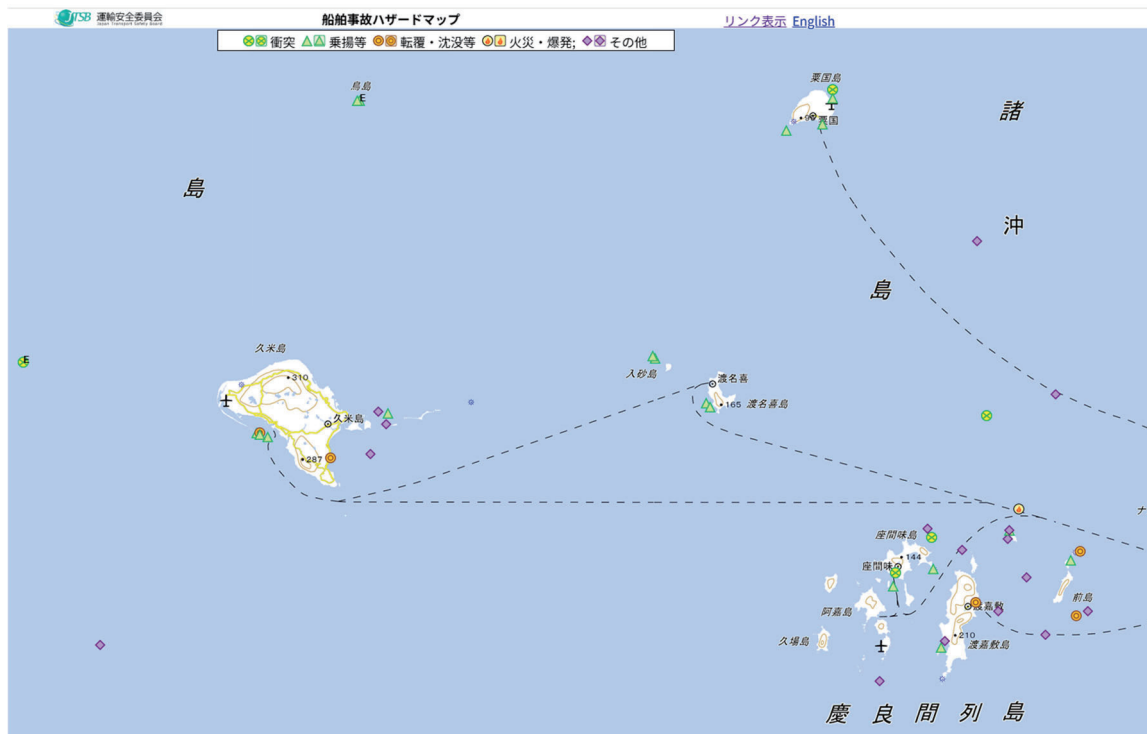 JTSB 運輸安全委員会
Japan Transport Safety Board
船舶事故ハザードマップ
リンク表示 English
衝突 乗揚等 転覆・沈没等 火災・爆発; その他
鳥島
E
粟国島
粟国
諸
島
沖
島
E
久米島
310
入砂島
渡名喜
165 渡名喜島
久米島
287
ナ
座間味島
144
座間味
前島
阿嘉島
渡嘉敷
久場島
210
渡嘉敷島
慶良間列島